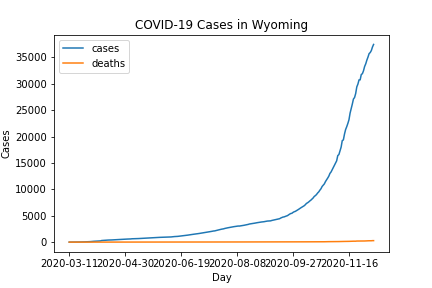 COVID-19 Cases in Wyoming
cases
deaths
35000
30000
25000
20000
15000
10000
5000
0
Cases
2020-03-11 2020-04-30 2020-06-19 2020-08-08 2020-09-27 2020-11-16
Day